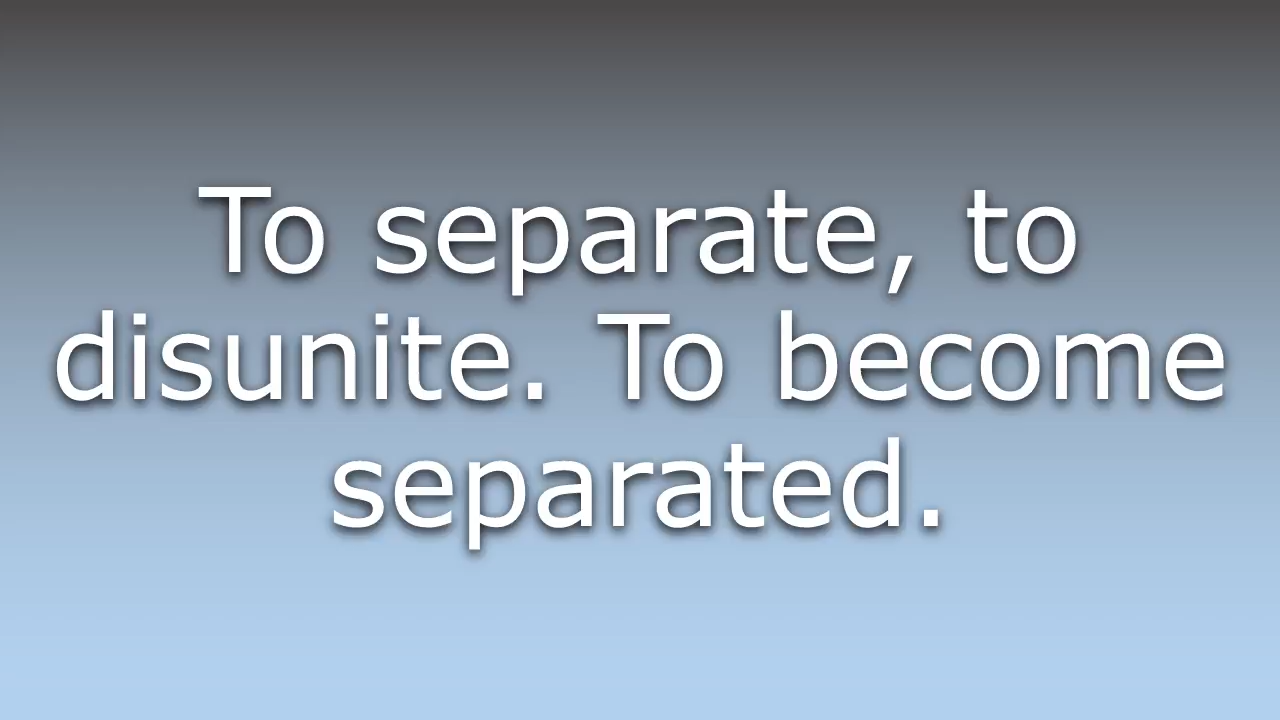 To separate, to
disunite. To become
separated.